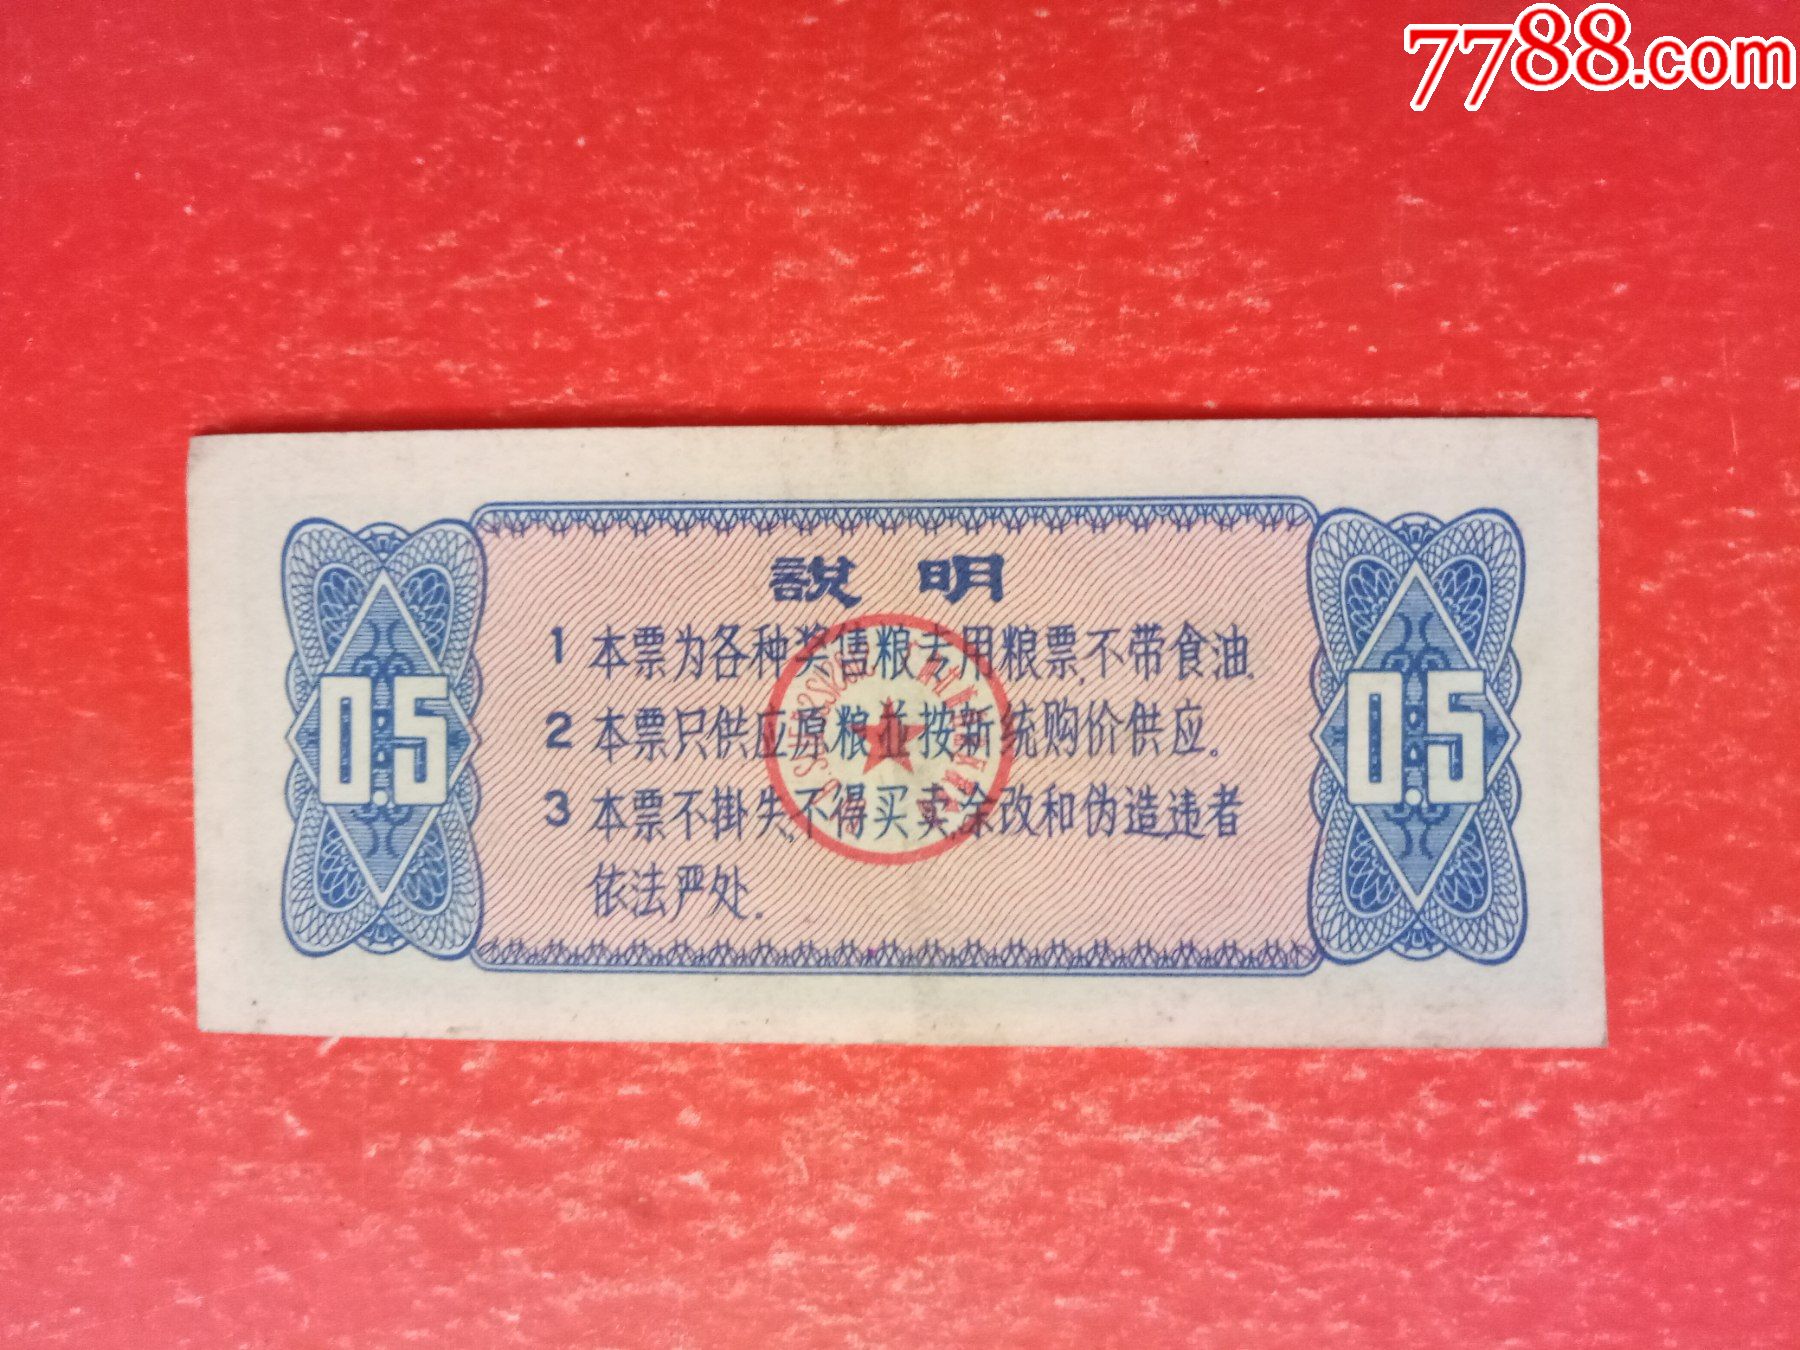 7788.com
說明
1 本票为各种奖售粮专用粮票,不带食油.
2 本票只供应原粮並按新统购价供应。
3 本票不掛失,不得买卖,涂改和伪造违者
依法严处.
0.5
0.5